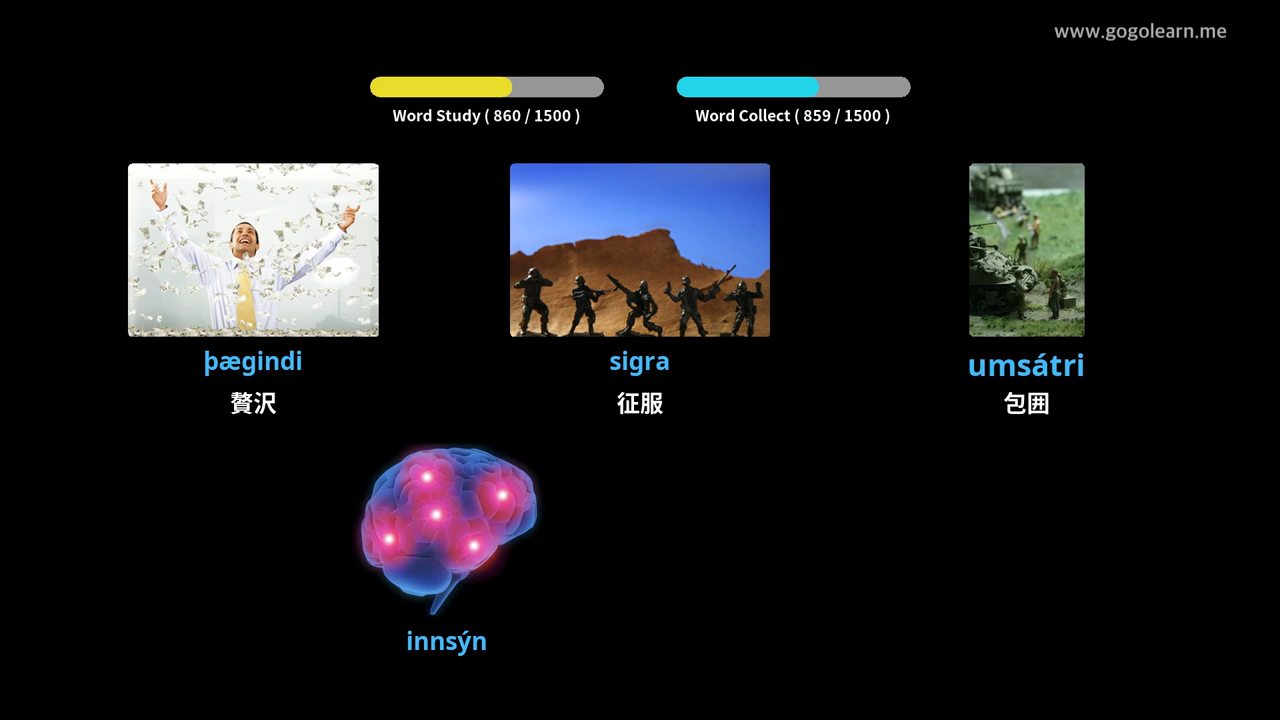 www.gogolearn.me
Word Study ( 860 / 1500 )
Word Collect ( 859 / 1500 )
þægindi
sigra
umsátri
贅沢
征服
包囲
innsýn